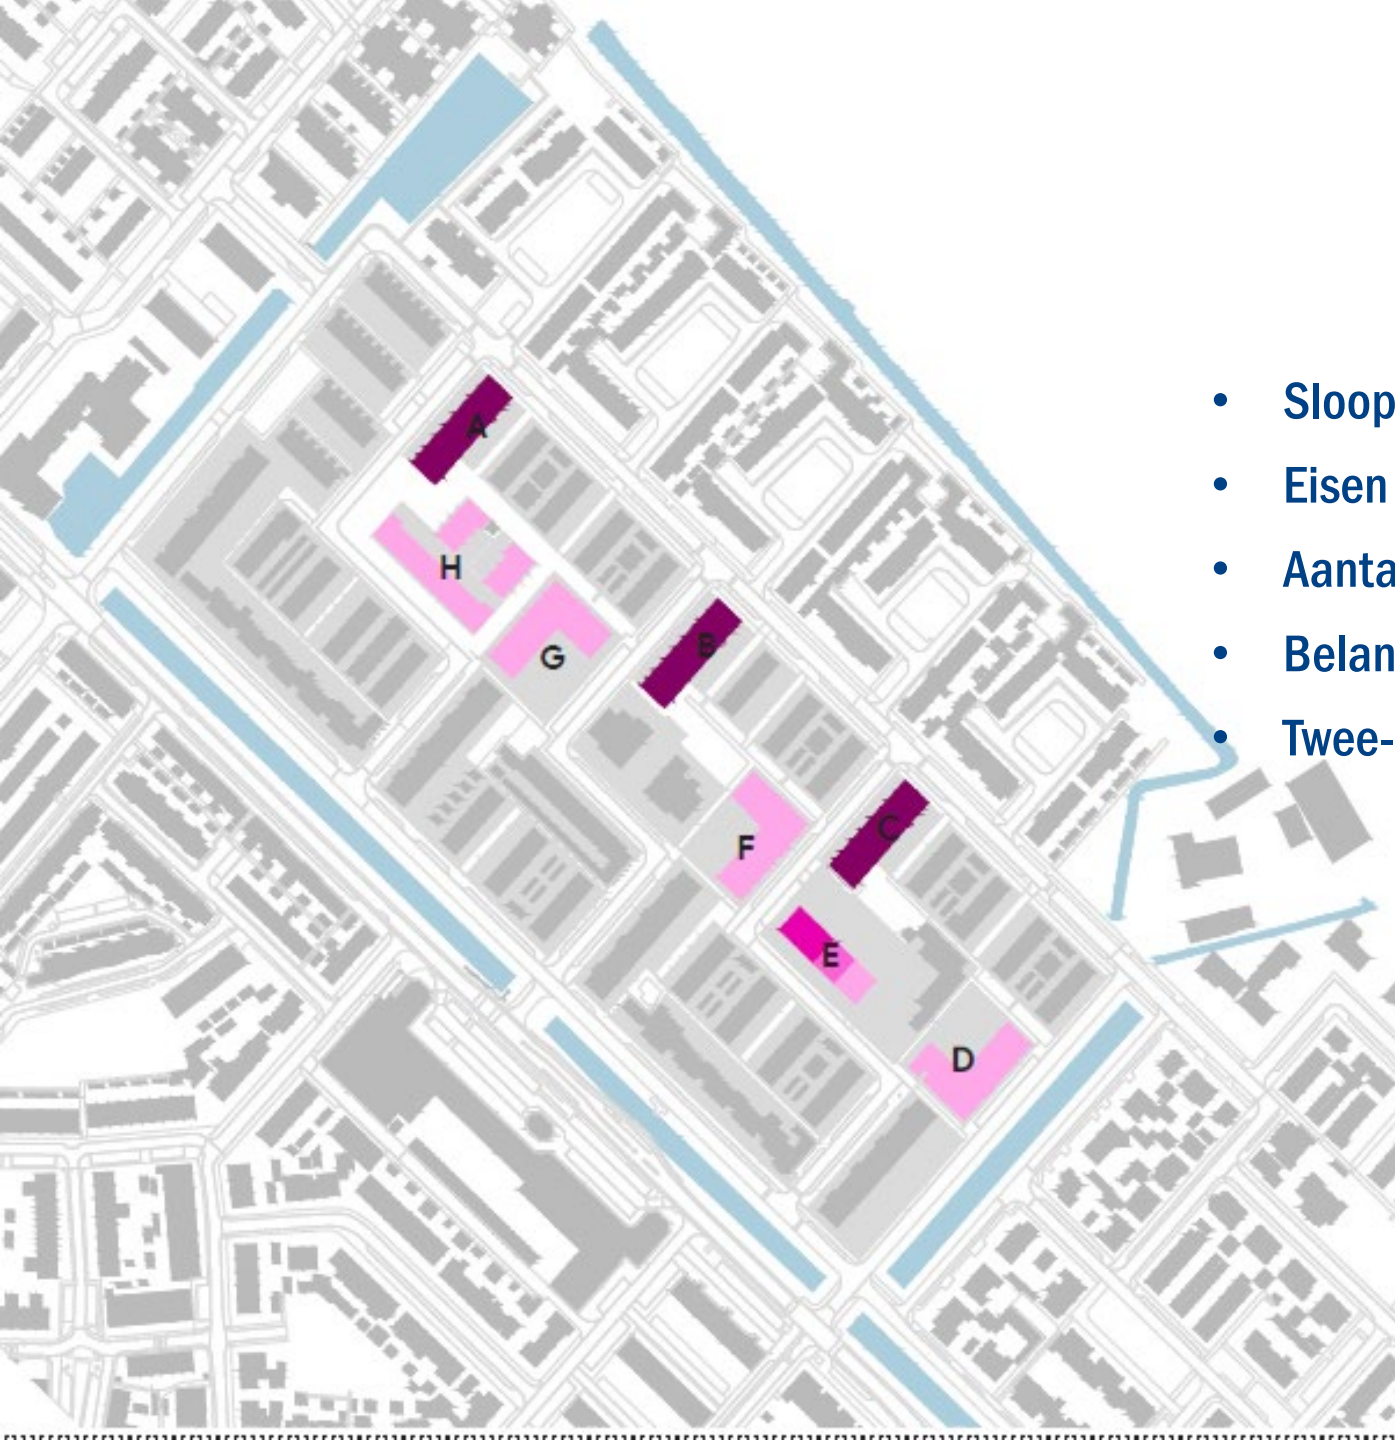 A
H
B
G
C
F
E
D
• Sloop
• Eisen
• Aanta
• Belan
• Twee-